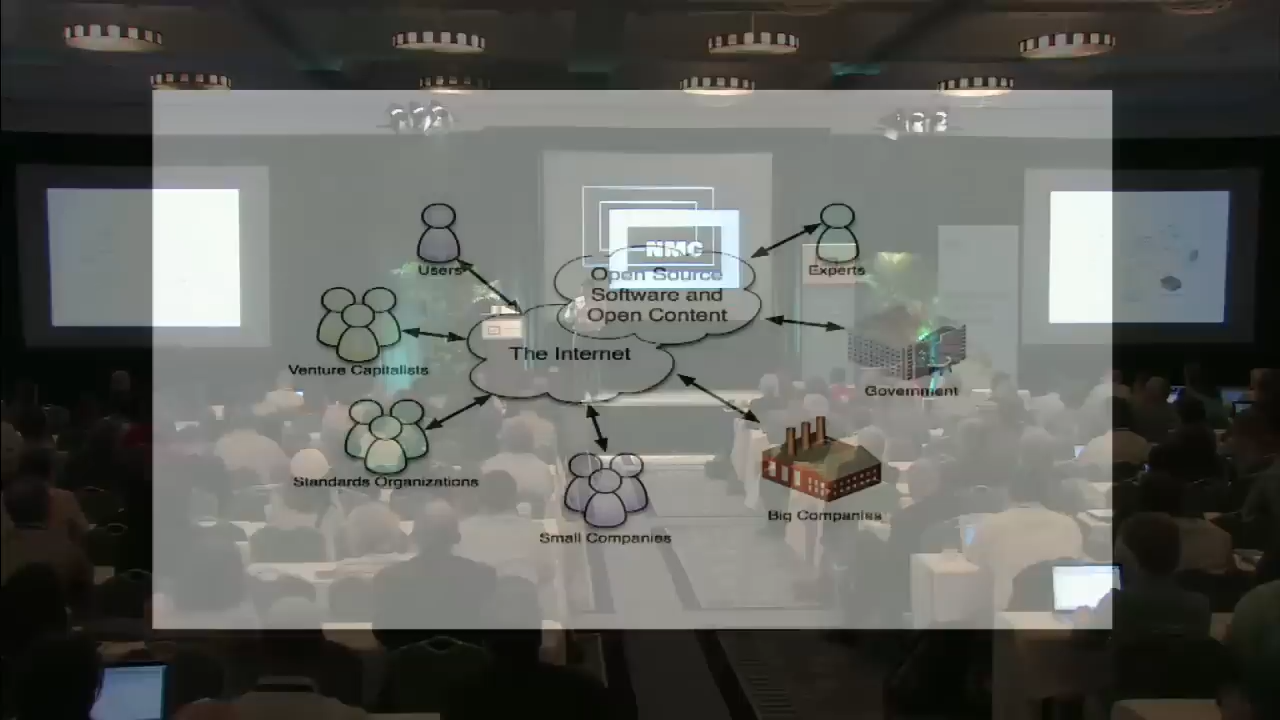 NMC
Users
Experts
Open Source
Software and
Open Content
The Internet
Venture Capitalists
Government
Standards Organizations
Big Companies
Small Companies